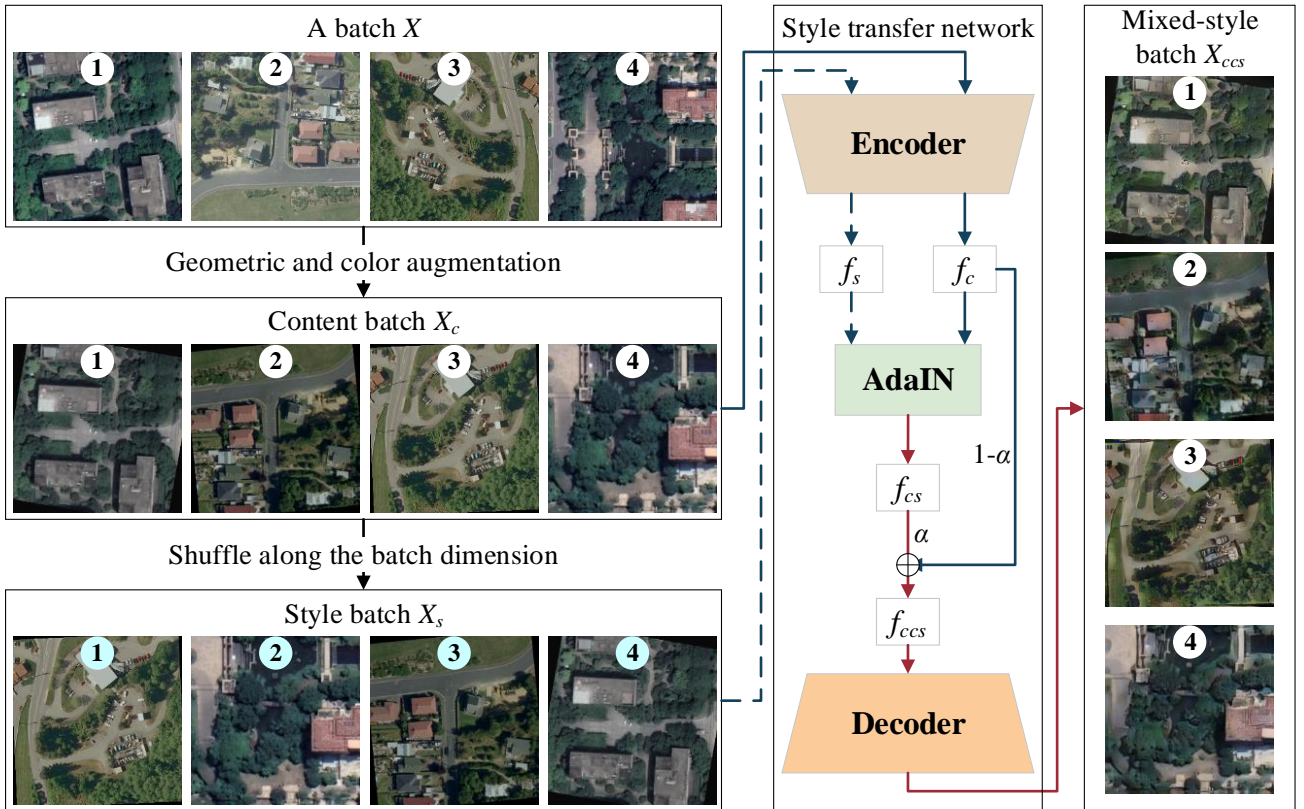 A batch X
1 2 3 4
Geometric and color augmentation
Content batch Xc
1 2 3 4
Shuffle along the batch dimension
Style batch Xs
1 2 3 4
Style transfer network
Encoder
fs fc
AdaIN
1-α
fcs
α
fccs
Decoder
Mixed-style
batch Xccs
1
2
3
4